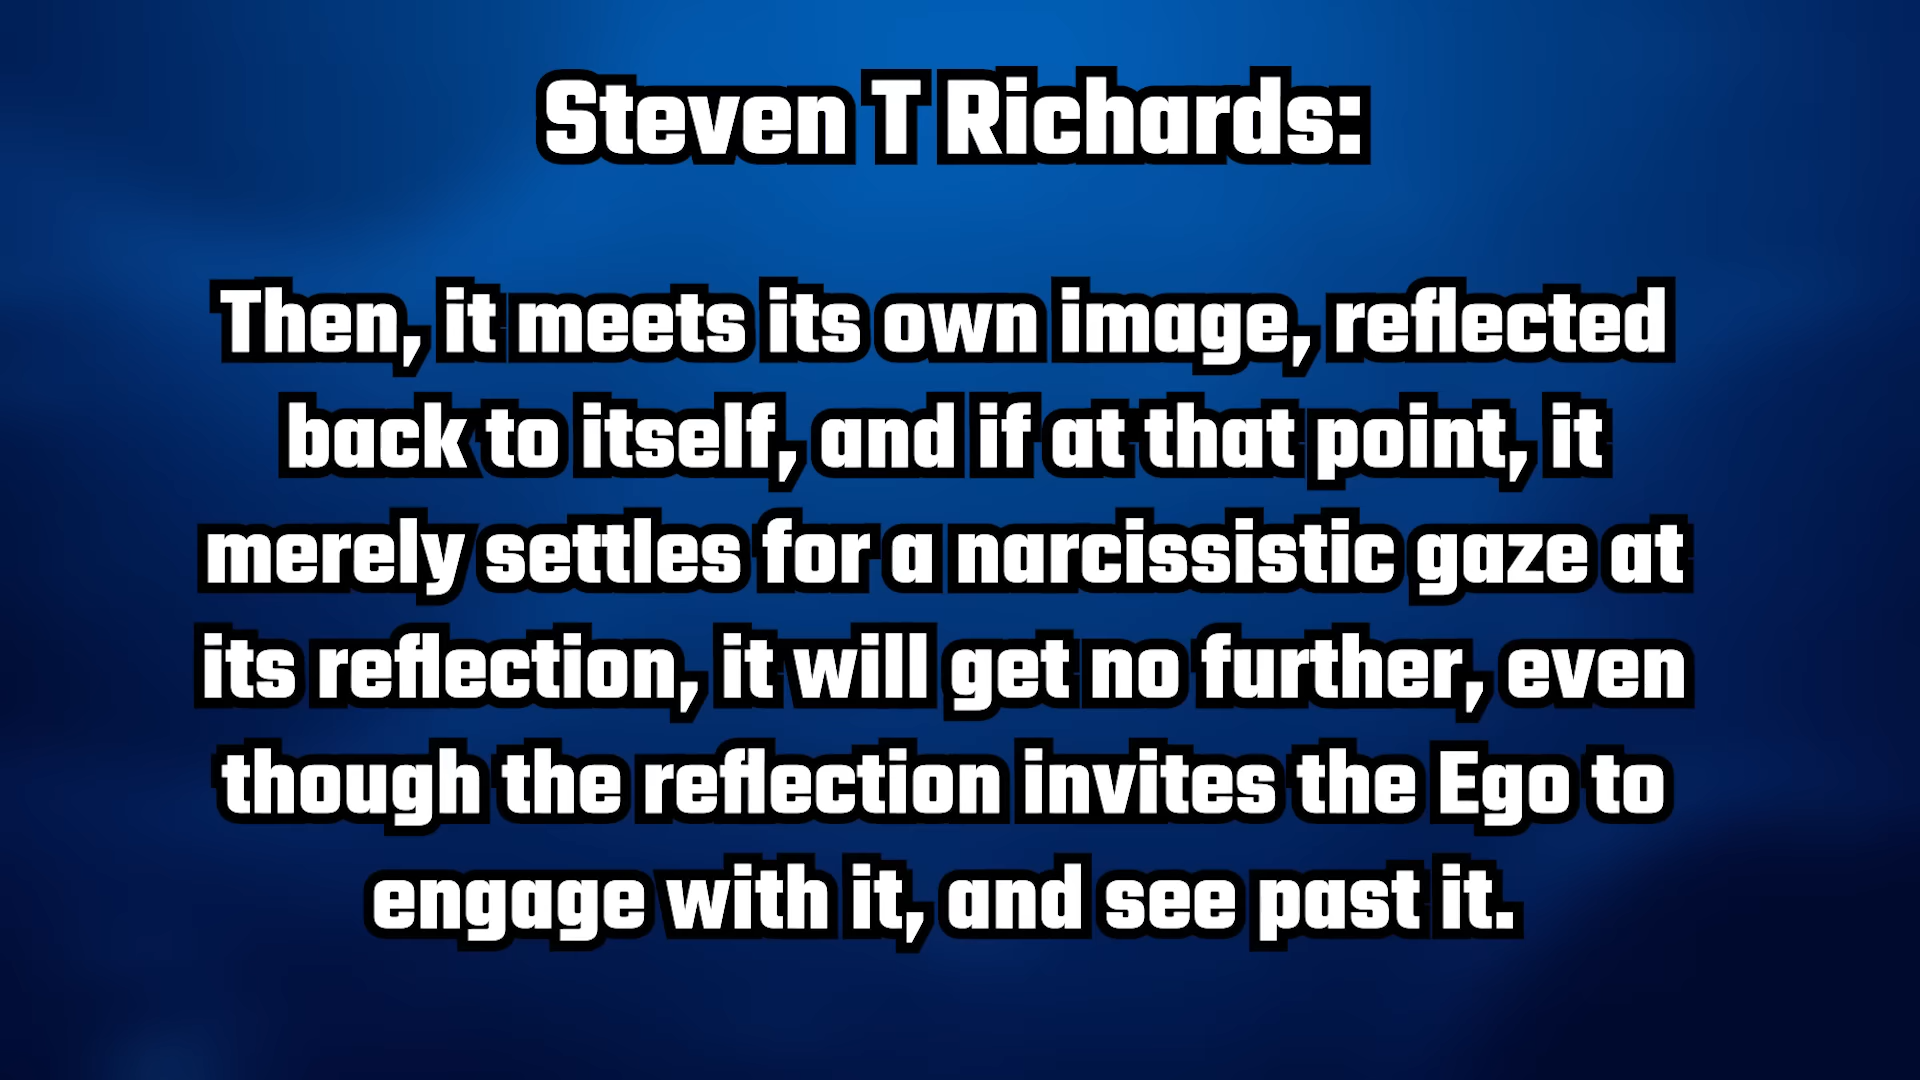 Steven T Richards:
Then, it meets its own image, reflected
back to itself, and if at that point, it
merely settles for a narcissistic gaze at
its reflection, it will get no further, even
though the reflection invites the Ego to
engage with it, and see past it.